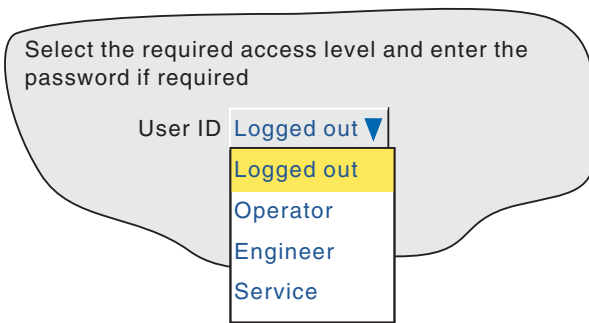 Select the required access level and enter the
password if required
User ID Logged out
Logged out
Operator
Engineer
Service